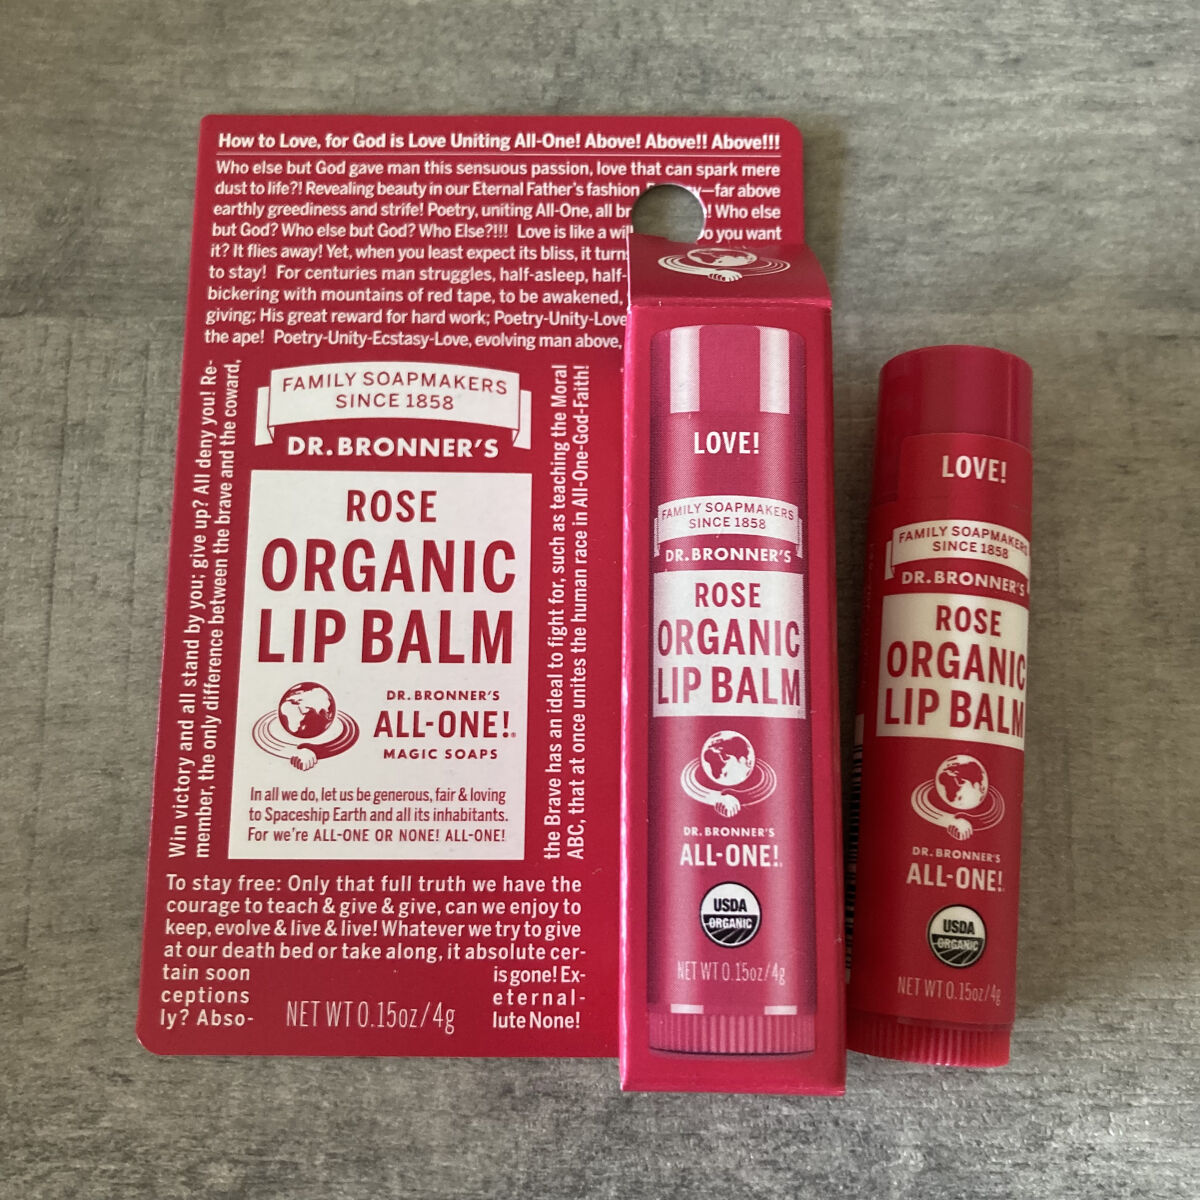 How to Love, for God is Love Uniting All-One! Above! Above!! Above!!!
Who else but God gave man this sensuous passion, love that can spark mere
dust to life?! Revealing beauty in our Eternal Father's fashion, —far above
earthly greediness and strife! Poetry, uniting All-One, all ! Who else
but God? Who else but God? Who Else?!!! Love is like a Do you want
it? It flies away! Yet, when you least expect its bliss, it
to stay! For centuries man struggles, half-asleep, half-
bickering with mountains of red tape, to be awakened,
giving; His great reward for hard work; Poetry-Unity-Love
the ape! Poetry-Unity-Ecstasy-Love, evolving man above,
Win victory and all stand by you; give up? All deny you! Re-
member, the only difference between the brave and the coward,
FAMILY SOAPMAKERS
SINCE 1858
DR. BRONNER'S
ROSE
ORGANIC
LIP BALM
DR. BRONNER'S
ALL-ONE!®
MAGIC SOAPS
In all we do, let us be generous, fair & loving
to Spaceship Earth and all its inhabitants.
For we're ALL-ONE OR NONE! ALL-ONE!
the Brave has an ideal to fight for, such as teaching the Moral
ABC, that at once unites the human race in All-One-God-Faith!
To stay free: Only that full truth we have the
courage to teach & give & give, can we enjoy to
keep, evolve & live & live! Whatever we try to give
at our death bed or take along, it absolute cer-
tain soon is gone! Ex-
ceptions eternal-
ly? Abso- lute None!
NET WT 0.15oz/4g
LOVE!
FAMILY SOAPMAKERS
SINCE 1858
DR. BRONNER'S
ROSE
ORGANIC
LIP BALM
DR. BRONNER'S
ALL-ONE!
USDA
ORGANIC
NET WT 0.15oz/4g
LOVE!
FAMILY SOAPMAKERS
SINCE 1858
DR. BRONNER'S
ROSE
ORGANIC
LIP BALM
DR. BRONNER'S
ALL-ONE!
USDA
ORGANIC
NET WT 0.15oz/4g